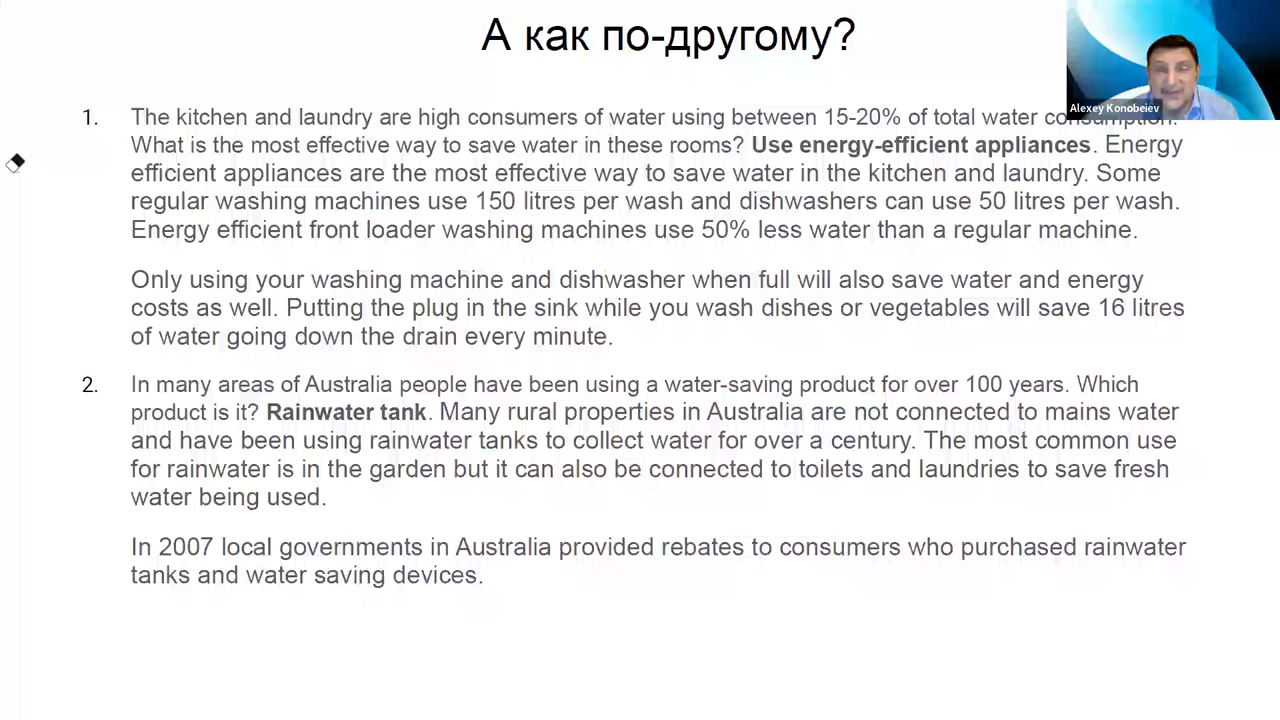 А как по-другому?
Alexey Konobeiev
1. The kitchen and laundry are high consumers of water using between 15-20% of total water consumption.
What is the most effective way to save water in these rooms? Use energy-efficient appliances. Energy
efficient appliances are the most effective way to save water in the kitchen and laundry. Some
regular washing machines use 150 litres per wash and dishwashers can use 50 litres per wash.
Energy efficient front loader washing machines use 50% less water than a regular machine.
Only using your washing machine and dishwasher when full will also save water and energy
costs as well. Putting the plug in the sink while you wash dishes or vegetables will save 16 litres
of water going down the drain every minute.
2. In many areas of Australia people have been using a water-saving product for over 100 years. Which
product is it? Rainwater tank. Many rural properties in Australia are not connected to mains water
and have been using rainwater tanks to collect water for over a century. The most common use
for rainwater is in the garden but it can also be connected to toilets and laundries to save fresh
water being used.
In 2007 local governments in Australia provided rebates to consumers who purchased rainwater
tanks and water saving devices.